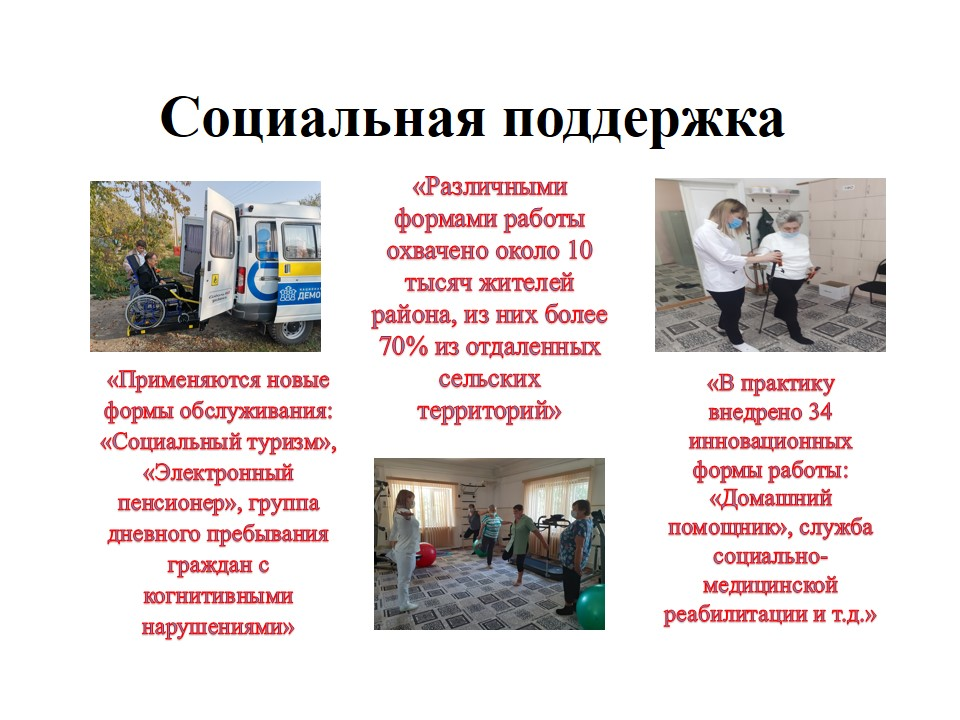 Социальная поддержка
«Применяются новые
формы обслуживания:
«Социальный туризм»,
«Электронный
пенсионер», группа
дневного пребывания
граждан с
когнитивными
нарушениями»
«Различными
формами работы
охвачено около 10
тысяч жителей
района, из них более
70% из отдаленных
сельских
территорий»
«В практику
внедрено 34
инновационных
формы работы:
«Домашний
помощник», служба
социально-
медицинской
реабилитации и т.д.»
ДЕМО